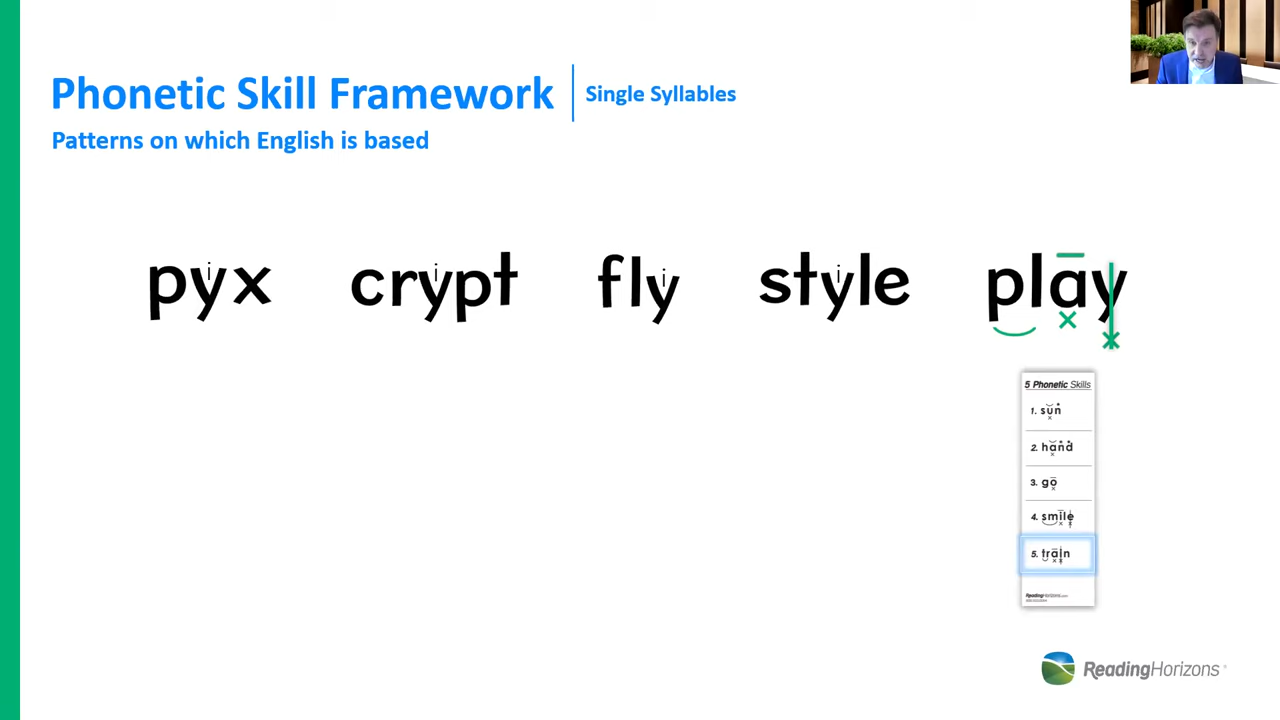 Phonetic Skill Framework
Single Syllables
Patterns on which English is based
pyx crypt fly style play
5 Phonetic Skills
1. sun
2. hand
3. go
4. smile
5. train
ReadingHorizons